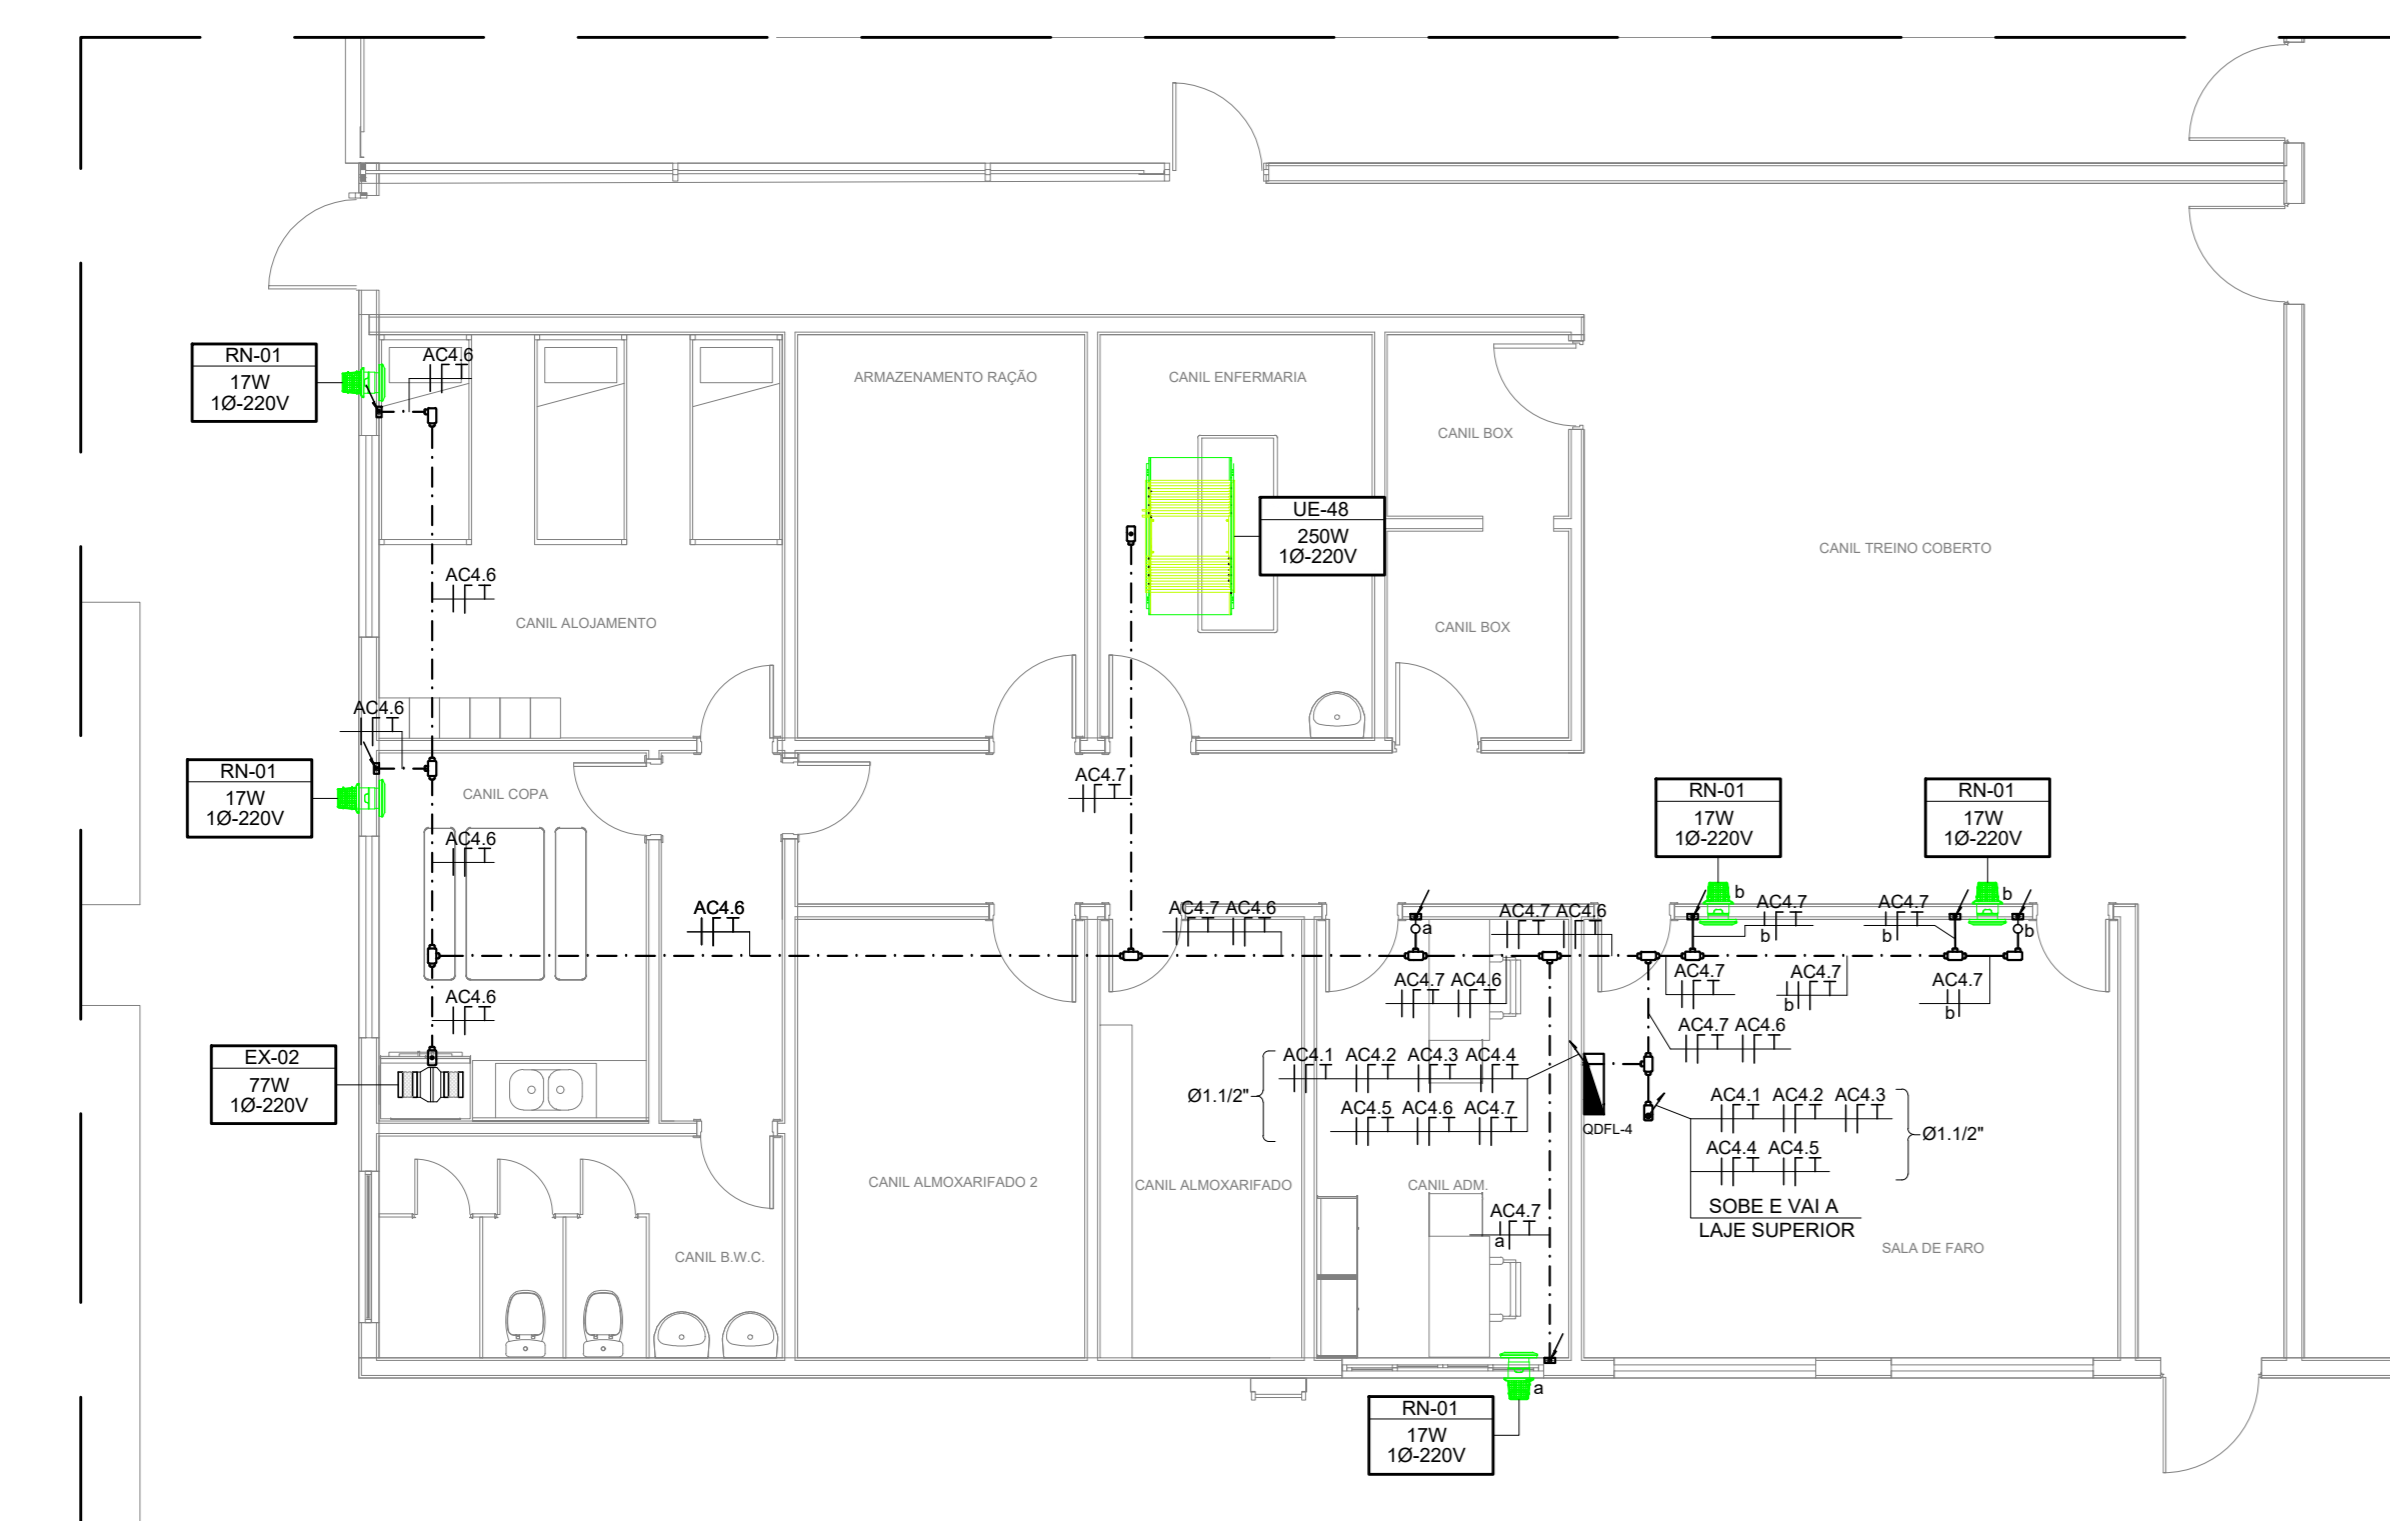 RN-01
17W
1Ø-220V
AC4.6
ARMAZENAMENTO RAÇÃO
CANIL ENFERMARIA
CANIL BOX
UE-48
250W
1Ø-220V
CANIL TREINO COBERTO
AC4.6
CANIL ALOJAMENTO
CANIL BOX
AC4.6
RN-01
17W
1Ø-220V
CANIL COPA
AC4.7
RN-01
17W
1Ø-220V
RN-01
17W
1Ø-220V
AC4.6
b
b
AC4.6
AC4.7 AC4.6
a
AC4.7 AC4.6
AC4.7
b
AC4.7
b
b
AC4.7 AC4.6
AC4.7
AC4.7
b
AC4.7
b
AC4.6
AC4.7 AC4.6
EX-02
77W
1Ø-220V
Ø1.1/2"
AC4.1 AC4.2 AC4.3 AC4.4
AC4.5 AC4.6 AC4.7
QDFL-4
AC4.1 AC4.2 AC4.3
AC4.4 AC4.5
Ø1.1/2"
SOBE E VAI A
LAJE SUPERIOR
CANIL ALMOXARIFADO 2
CANIL ALMOXARIFADO
CANIL ADM.
AC4.7
a
SALA DE FARO
CANIL B.W.C.
a
RN-01
17W
1Ø-220V